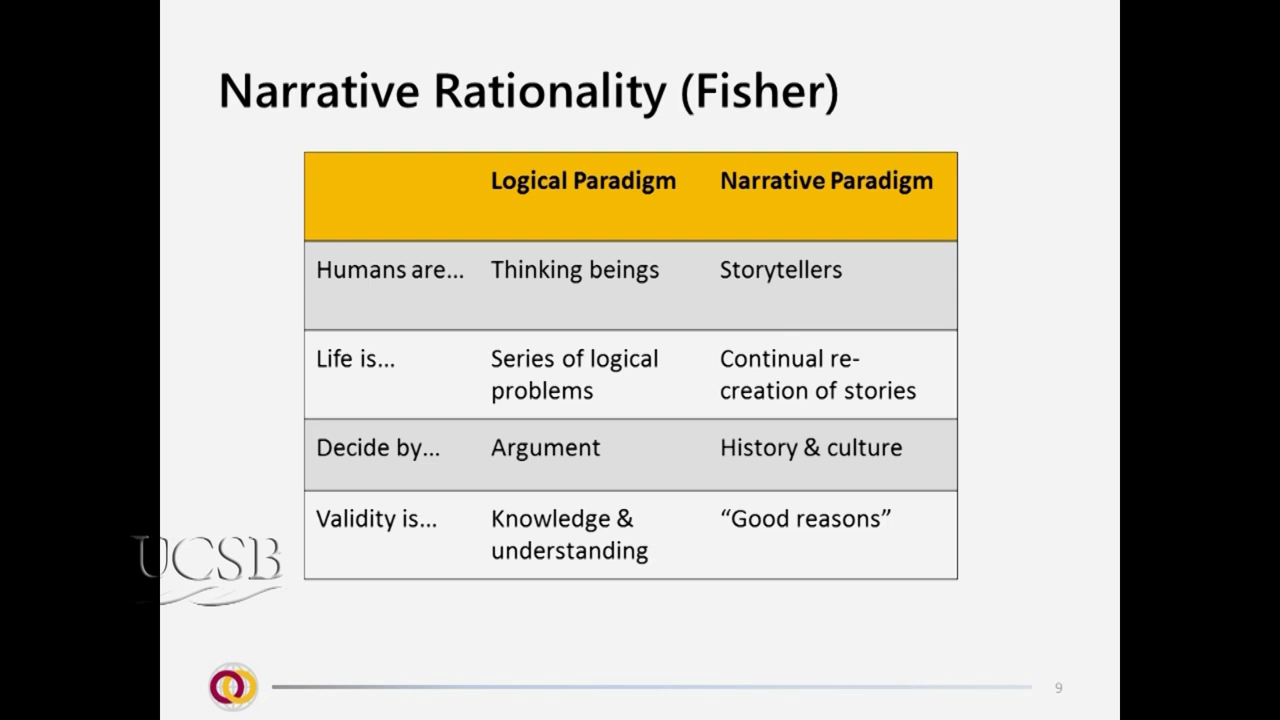 Narrative Rationality (Fisher)
Logical Paradigm Narrative Paradigm
Humans are... Thinking beings Storytellers
Life is... Series of logical problems Continual re-creation of stories
Decide by... Argument History & culture
Validity is... Knowledge & understanding “Good reasons”
UCSB
9